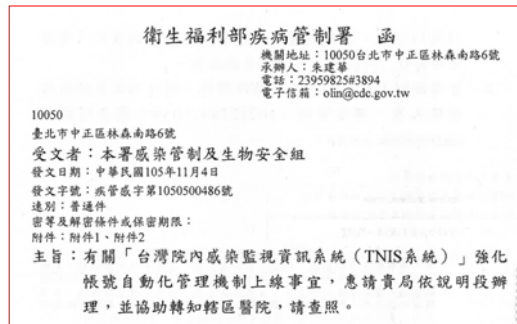 衛生福利部疾病管制署 函
機關地址：10050台北市中正區林森南路6號
承辦人：朱建華
電話：23959825#3894
電子信箱：olin@cdc.gov.tw
10050
臺北市中正區林森南路6號
受文者：本署感染管制及生物安全組
發文日期：中華民國105年11月4日
發文字號：疾管感字第1050500486號
速別：普通件
密等及解密條件或保密期限：
附件：附件1、附件2
主旨：有關「台灣院內感染監視資訊系統（TNIS系統）」強化
帳號自動化管理機制上線事宜，惠請貴局依說明段辦
理，並協助轉知轄區醫院，請查照。